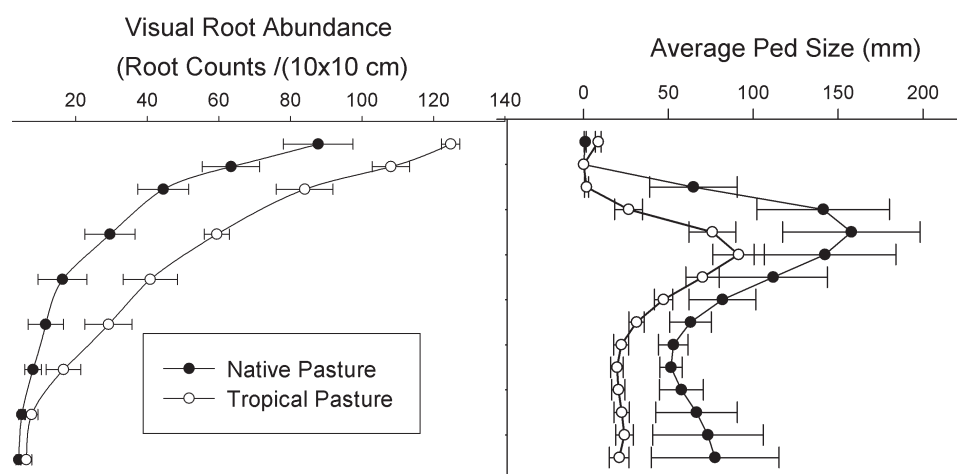 Visual Root Abundance
(Root Counts /(10x10 cm)
20 40 60 80 100 120 140
Average Ped Size (mm)
0 50 100 150 200
Native Pasture
Tropical Pasture